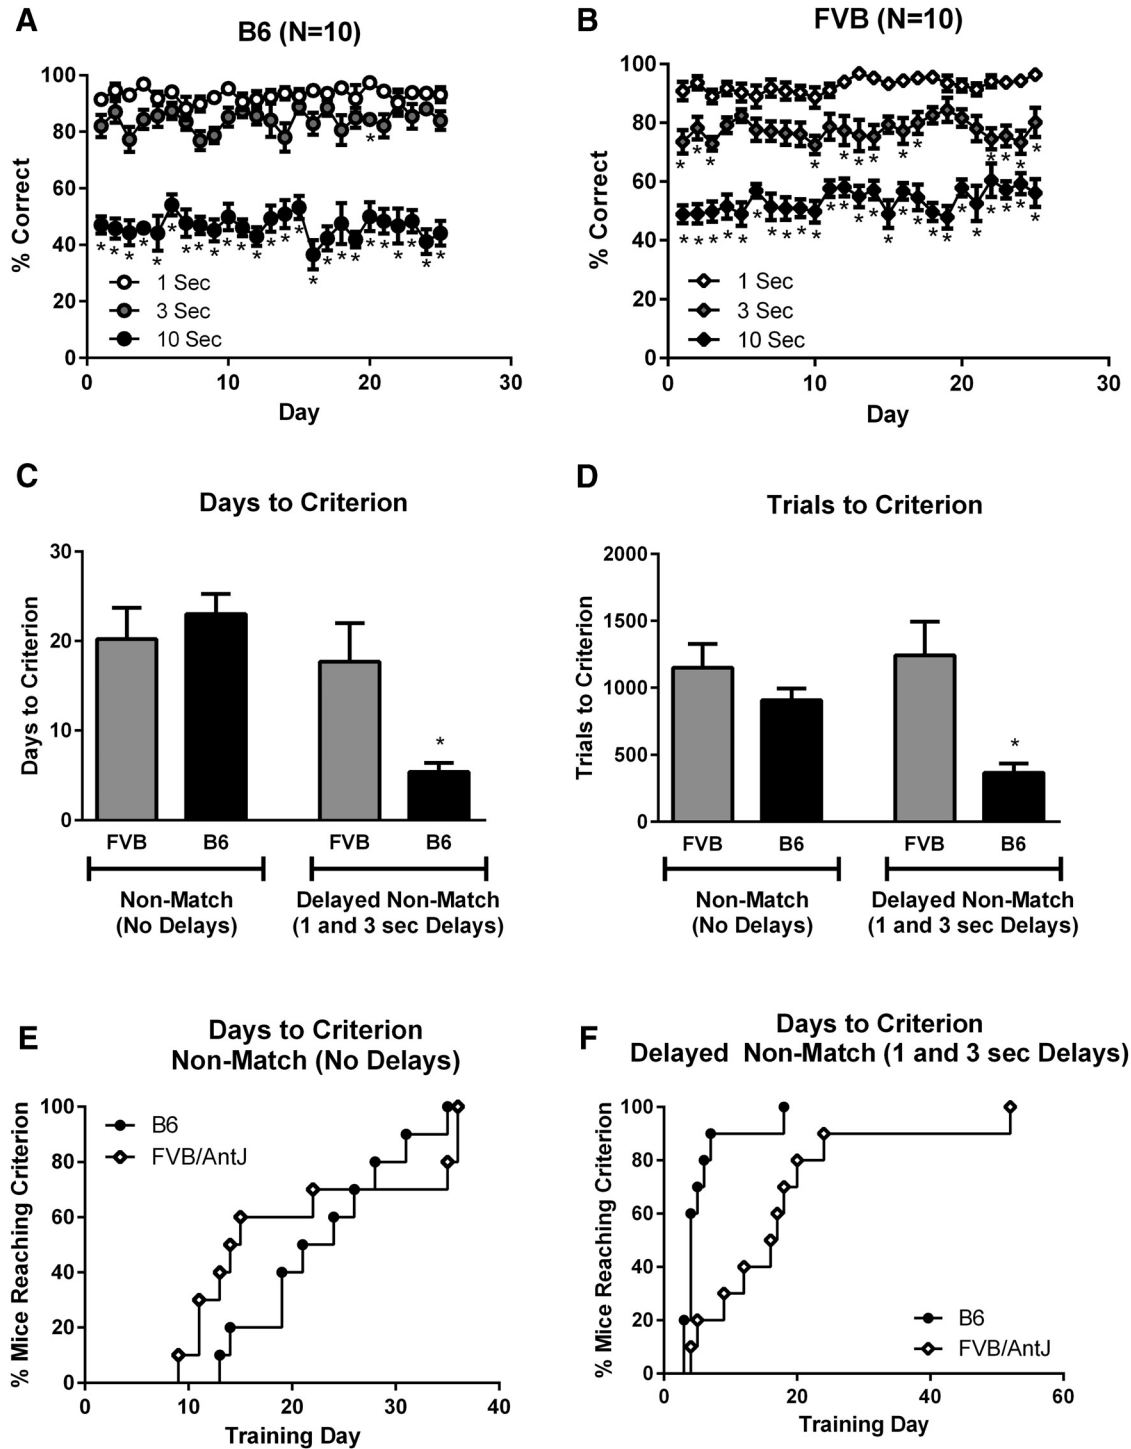 A
B6 (N=10)
100
80
60
40
20
0
% Correct
1 Sec
3 Sec
10 Sec
0
10
20
30
Day
B
FVB (N=10)
100
80
60
40
20
0
% Correct
1 Sec
3 Sec
10 Sec
0
10
20
30
Day
C
Days to Criterion
30
20
10
0
Days to Criterion
*
FVB
B6
FVB
B6
Non-Match
(No Delays)
Delayed Non-Match
(1 and 3 sec Delays)
D
Trials to Criterion
2000
1500
1000
500
0
Trials to Criterion
*
FVB
B6
FVB
B6
Non-Match
(No Delays)
Delayed Non-Match
(1 and 3 sec Delays)
E
Days to Criterion
Non-Match (No Delays)
100
80
60
40
20
0
% Mice Reaching Criterion
B6
FVB/AntJ
0
10
20
30
40
Training Day
F
Days to Criterion
Delayed Non-Match (1 and 3 sec Delays)
100
80
60
40
20
0
% Mice Reaching Criterion
B6
FVB/AntJ
0
20
40
60
Training Day